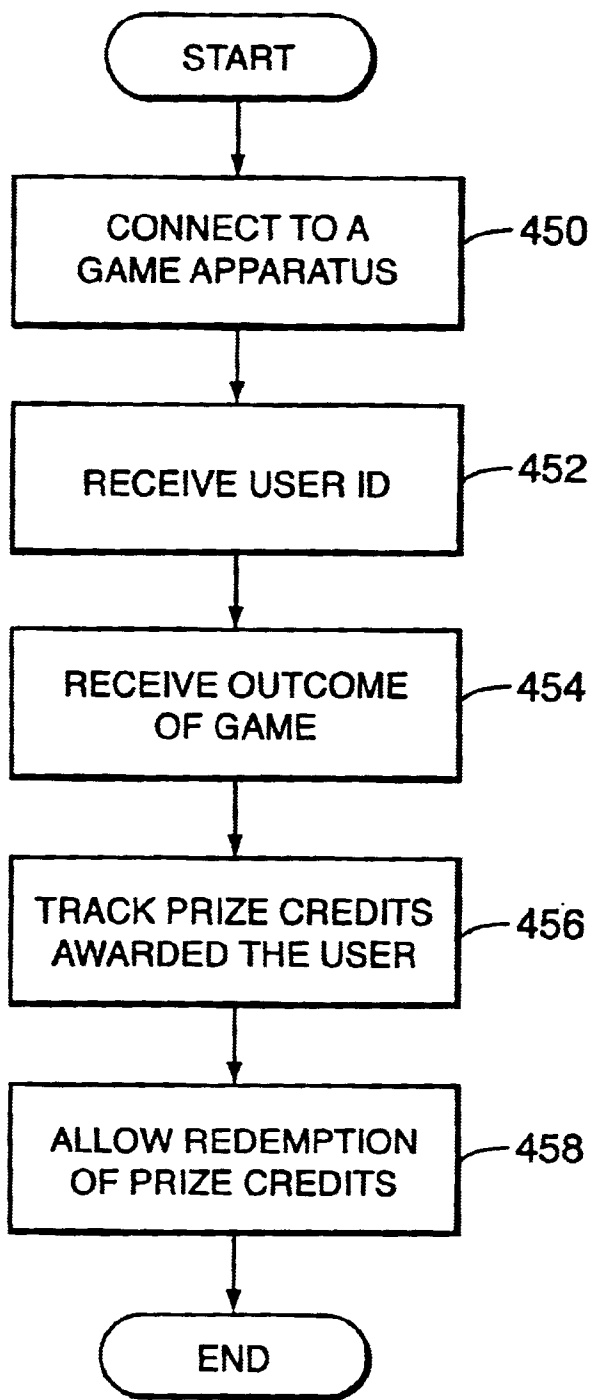 START
CONNECT TO A
GAME APPARATUS
450
RECEIVE USER ID
452
RECEIVE OUTCOME
OF GAME
454
TRACK PRIZE CREDITS
AWARDED THE USER
456
ALLOW REDEMPTION
OF PRIZE CREDITS
458
END